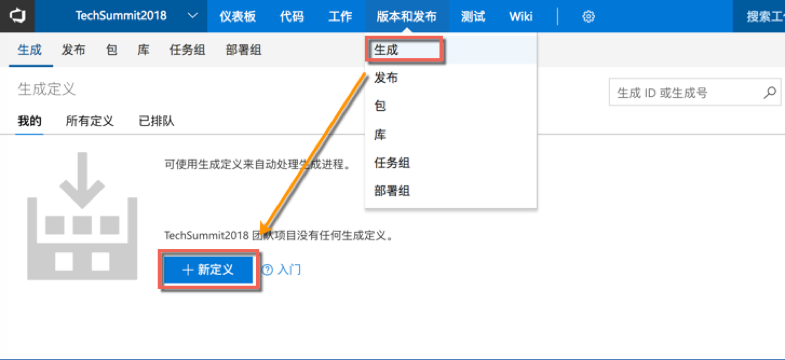 TechSummit2018 仪表板 代码 工作 版本和发布 测试 Wiki 搜索工
生成 发布 包 库 任务组 部署组
生成
发布
包
库
任务组
部署组
生成定义
生成 ID 或生成号
我的 所有定义 已排队
可使用生成定义来自动处理生成进程。
TechSummit2018 团队项目没有任何生成定义。
+ 新定义 入门